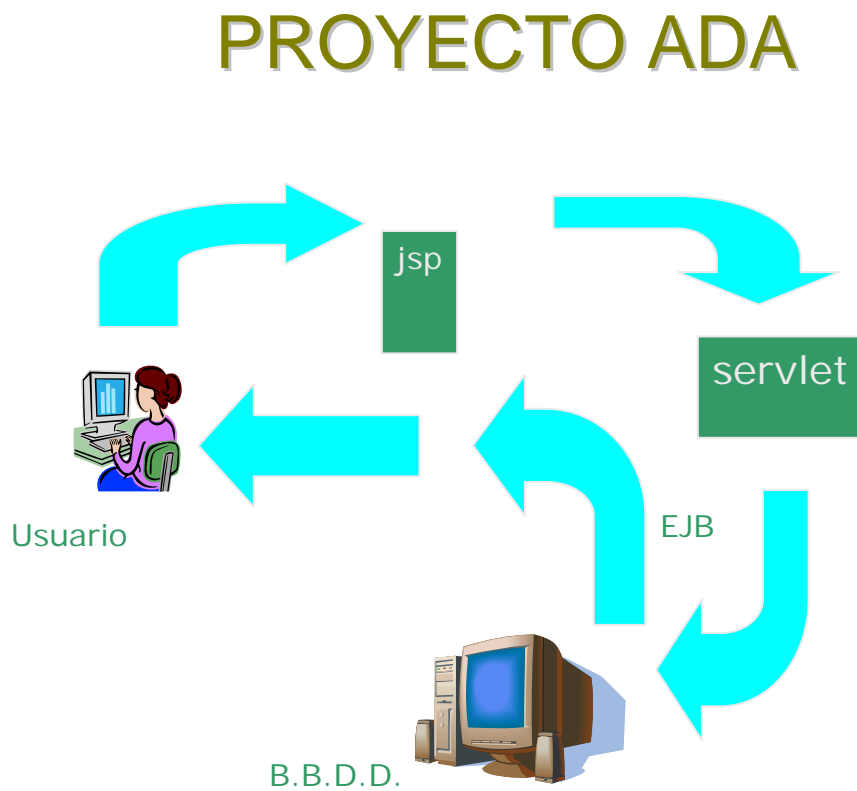 PROYECTO ADA
jsp
servlet
Usuario
EJB
B.B.D.D.